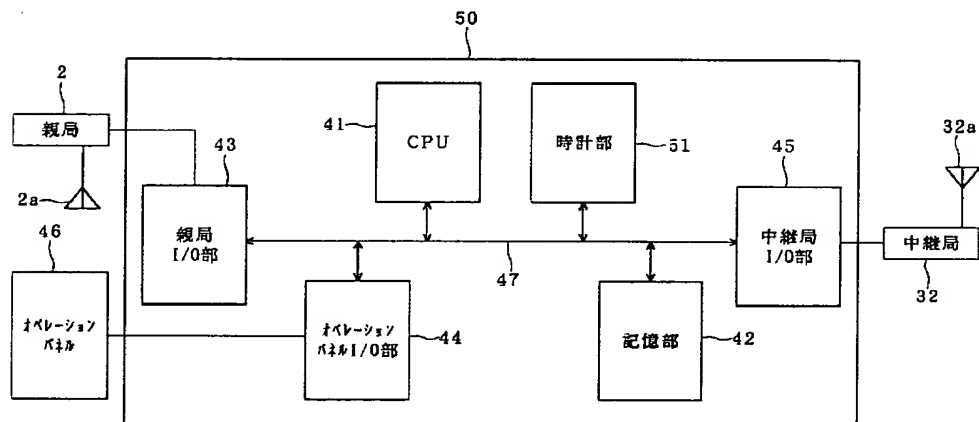 50
2
親局
2a
46
オペレーション
パネル
43
親局
I/O部
41
CPU
時計部
51
45
中継局
I/O部
32a
中継局
32
47
オペレーション
パネルI/O部
44
記憶部
42